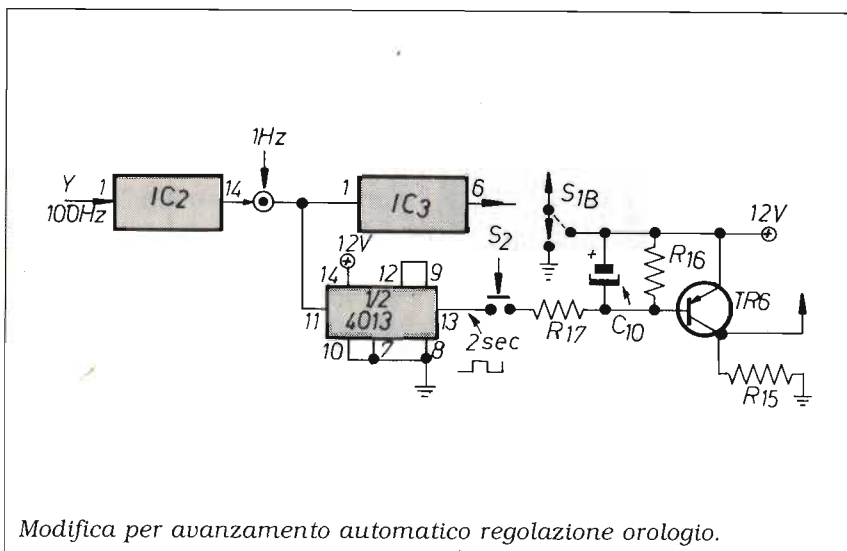 1Hz
Y 1 IC2 14 1 IC3 6 S1B
100Hz
12V S2 12V
14 12 9 + R16
1/2 TR6
11 4013 13 R17 C10
10 7 8 2sec
R15
Modifica per avanzamento automatico regolazione orologio.